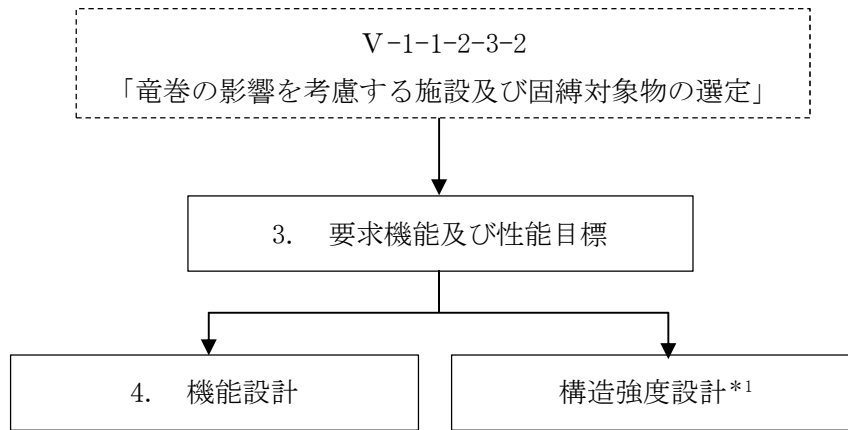 Ⅴ-1-1-2-3-2
「竜巻の影響を考慮する施設及び固縛対象物の選定」
3. 要求機能及び性能目標
4. 機能設計
構造強度設計*1